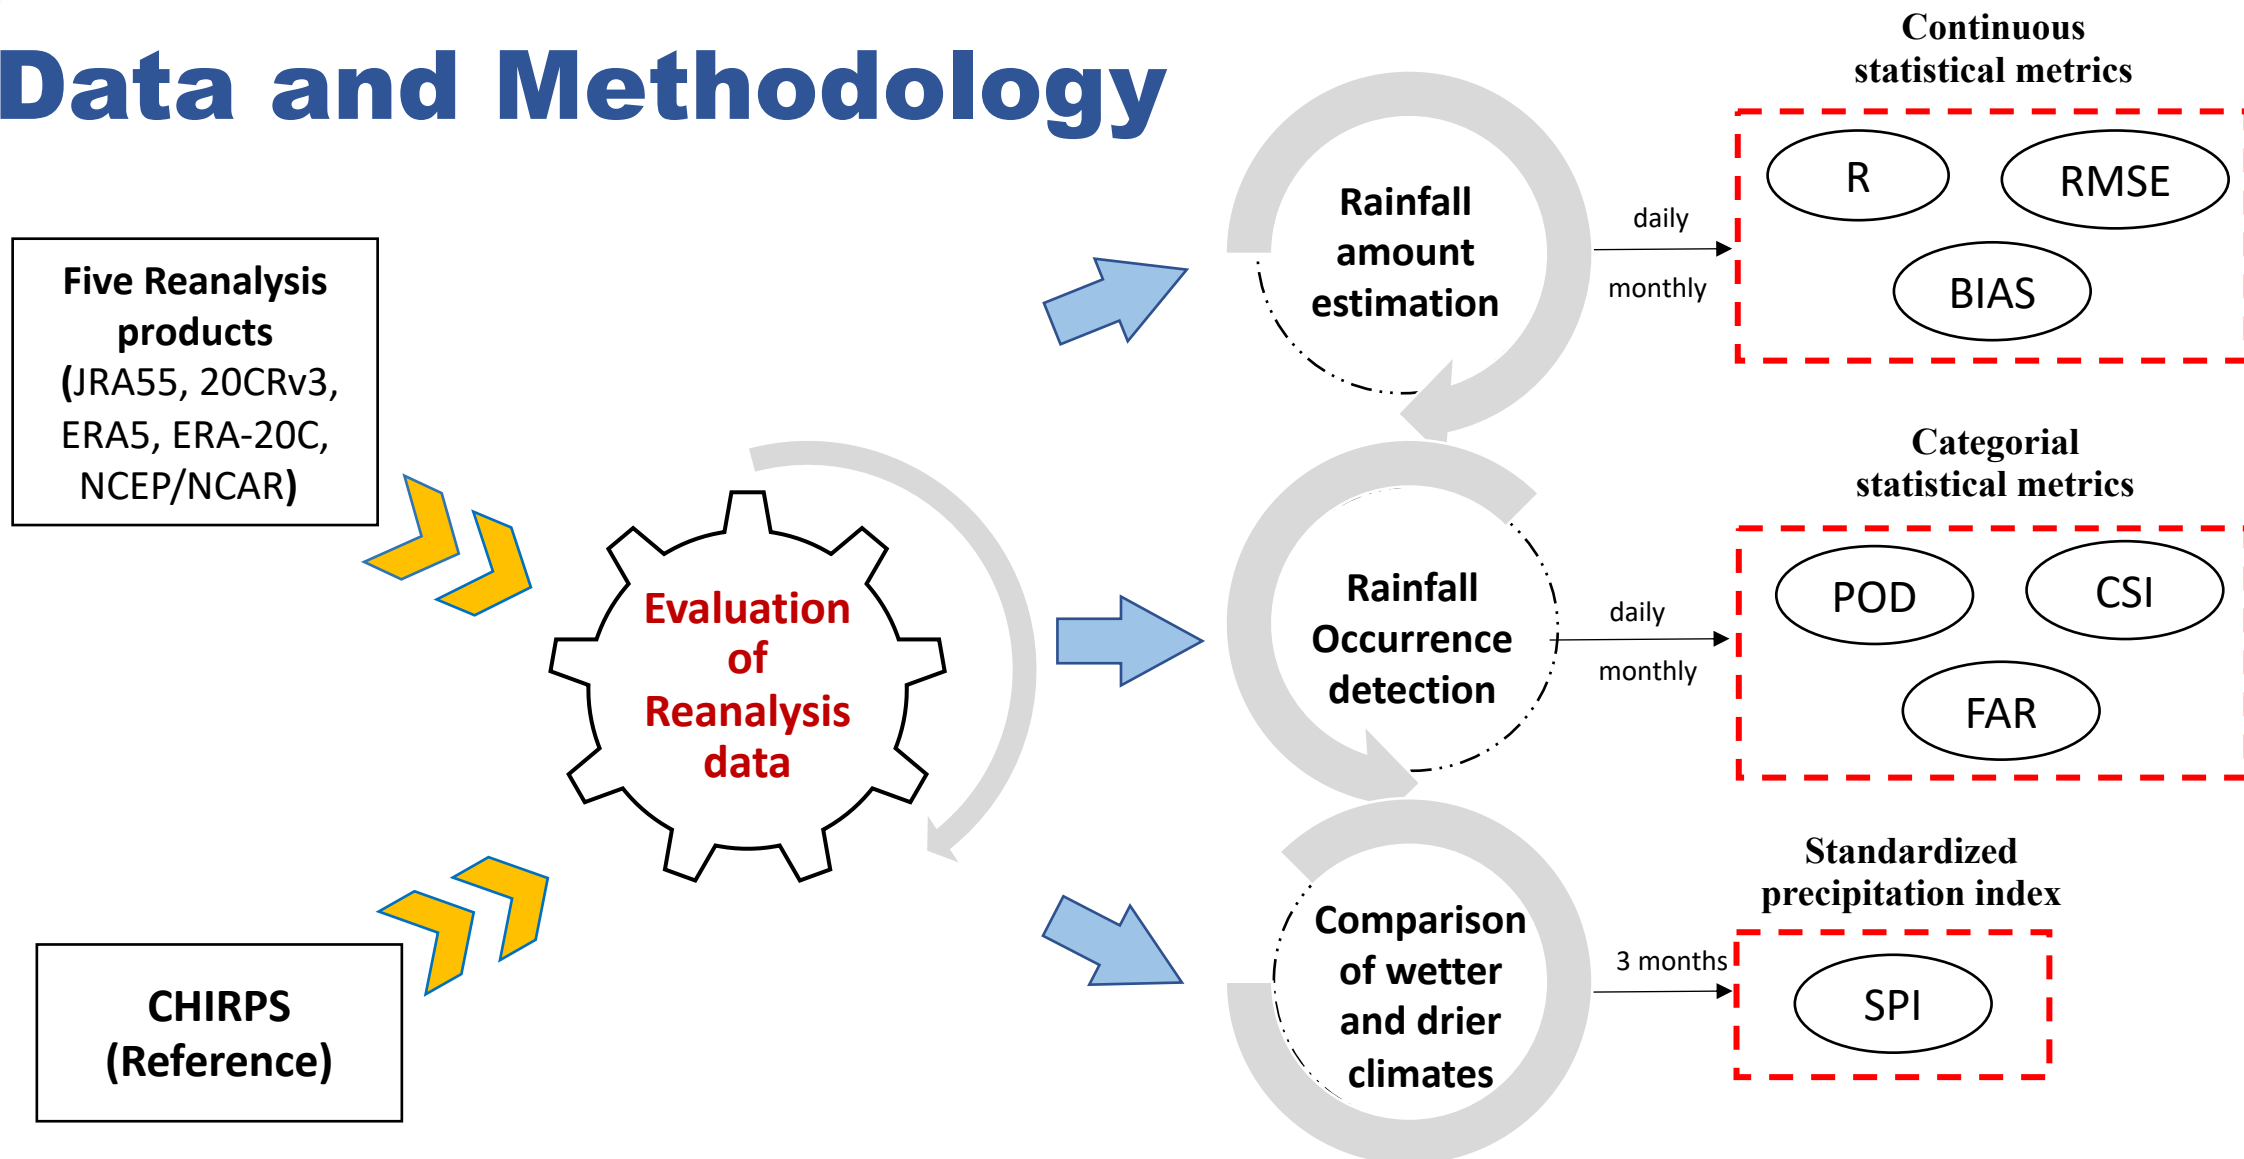 Data and Methodology
Five Reanalysis
products
(JRA55, 20CRv3,
ERA5, ERA-20C,
NCEP/NCAR)
CHIRPS
(Reference)
Evaluation
of
Reanalysis
data
Rainfall
amount
estimation
daily
monthly
Continuous
statistical metrics
R
RMSE
BIAS
Rainfall
Occurrence
detection
daily
monthly
Categorial
statistical metrics
POD
CSI
FAR
Comparison
of wetter
and drier
climates
3 months
Standardized
precipitation index
SPI